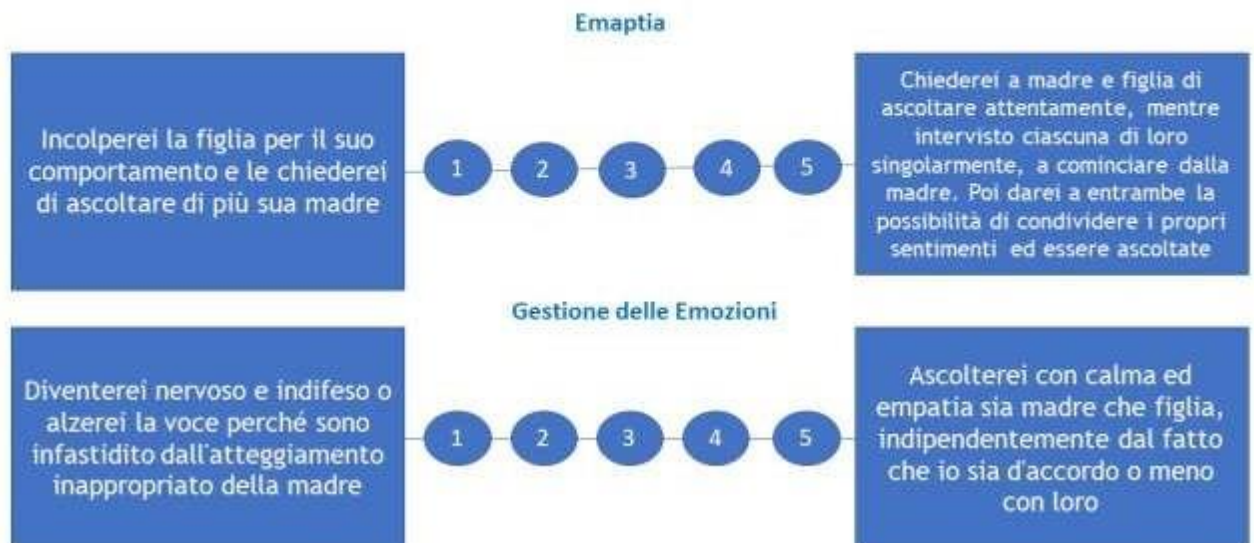 Emaptia
Incolperei la figlia per il suo
comportamento e le chiederei
di ascoltare di più sua madre
1 2 3 4 5
Chiederei a madre e figlia di
ascoltare attentamente, mentre
intervisto ciascuna di loro
singolarmente, a cominciare dalla
madre. Poi darei a entrambe la
possibilità di condividere i propri
sentimenti ed essere ascoltate
Gestione delle Emozioni
Diventerei nervoso e indifeso o
alzerei la voce perché sono
infastidito dall'atteggiamento
inappropriato della madre
1 2 3 4 5
Ascolterei con calma ed
empatia sia madre che figlia,
indipendentemente dal fatto
che io sia d'accordo o meno
con loro